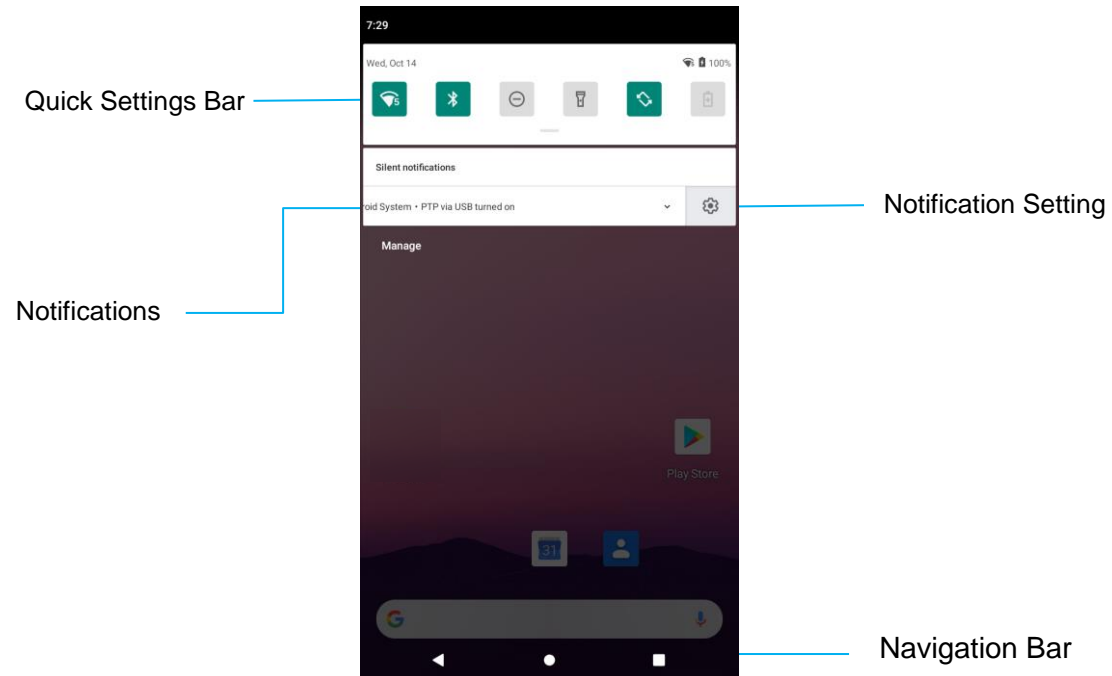 7:29
Wed, Oct 14
100%
5
Quick Settings Bar
Silent notifications
oid System • PTP via USB turned on
Notification Setting
Manage
Notifications
Play Store
31
G
Navigation Bar